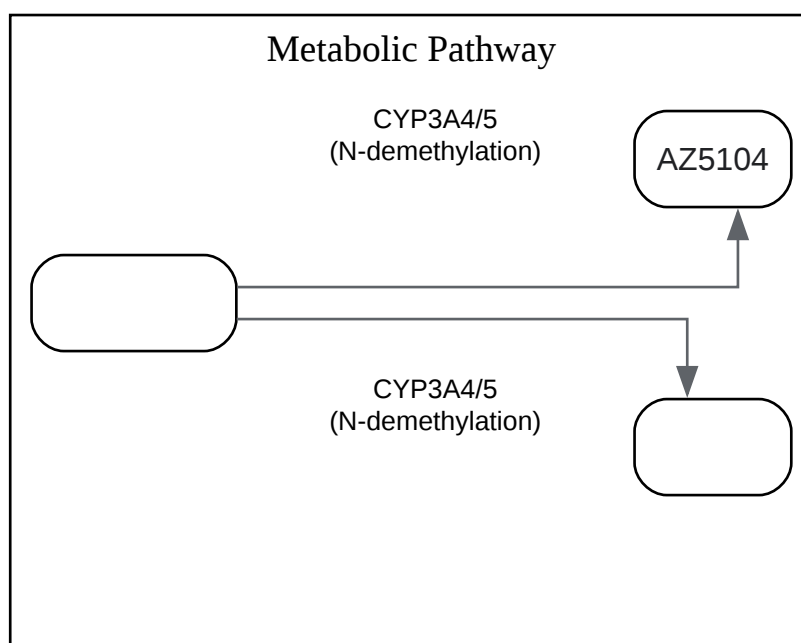 Metabolic Pathway
CYP3A4/5
(N-demethylation)
AZ5104
CYP3A4/5
(N-demethylation)